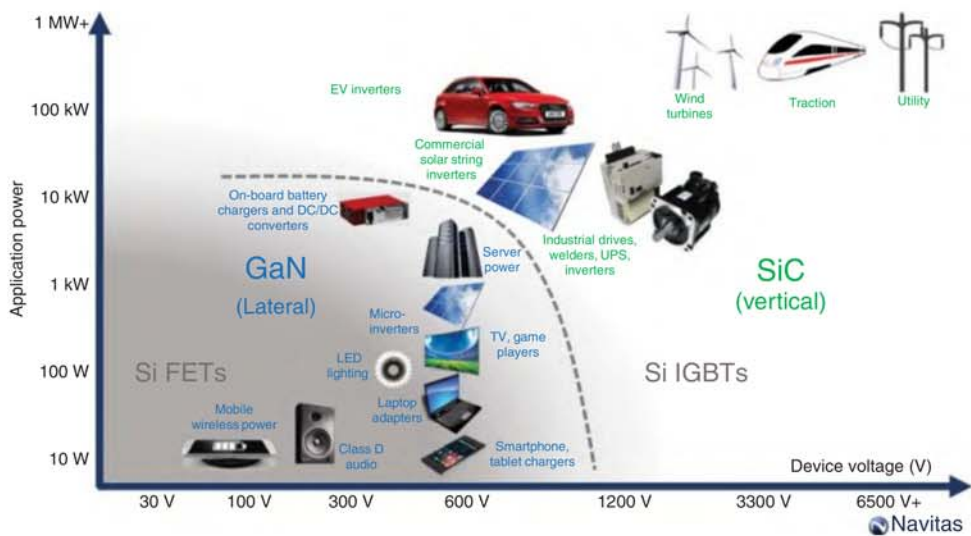 1 MW+
100 kW
10 kW
1 kW
100 W
10 W
Application power
EV inverters
Wind
turbines
Traction
Utility
Commercial
solar string
inverters
On-board battery
chargers and DC/DC
converters
Industrial drives,
welders, UPS,
inverters
Server
power
GaN
(Lateral)
SiC
(vertical)
Micro-
inverters
TV, game
players
LED
lighting
Si FETs
Si IGBTs
Laptop
adapters
Mobile
wireless power
Class D
audio
Smartphone,
tablet chargers
Device voltage (V)
30 V
100 V
300 V
600 V
1200 V
3300 V
6500 V+
Navitas